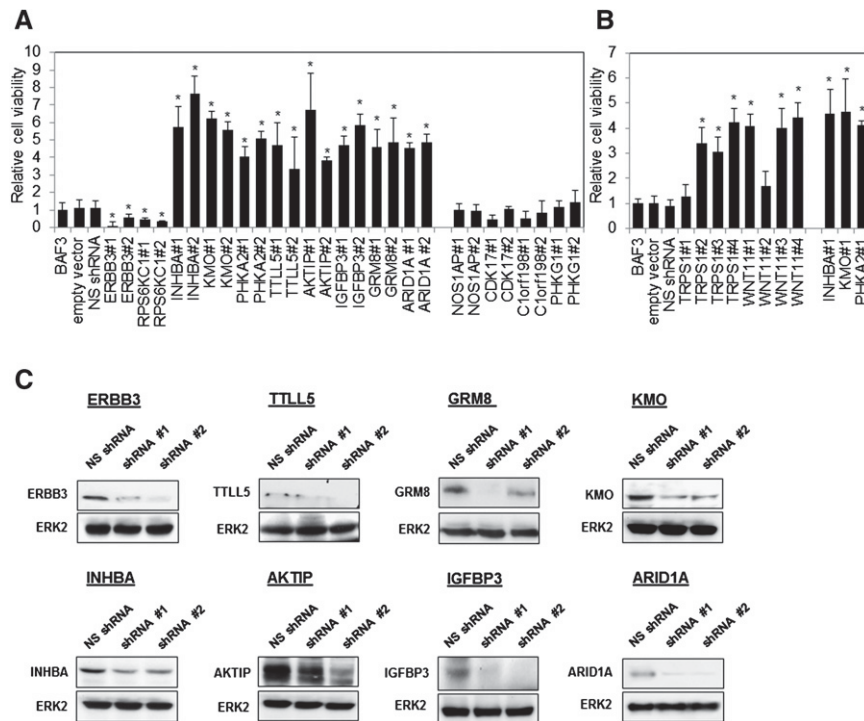 A
Relative cell viability
10
9
8
7
6
5
4
3
2
1
0
* * * * * * * * * * * * * * * * * * * * * *
BAF3
empty vector
NS shRNA
ERBB3#1
ERBB3#2
RPS6KC1#1
RPS6KC1#2
INHBA#1
INHBA#2
KMO#1
KMO#2
PHKA2#1
PHKA2#2
TTLL5#1
TTLL5#2
AKTIP#1
AKTIP#2
IGFBP3#1
IGFBP3#2
GRM8#1
GRM8#2
ARID1A #1
ARID1A #2
NOS1AP#1
NOS1AP#2
CDK17#1
CDK17#2
C1orf198#1
C1orf198#2
PHKG1#1
PHKG1#2
B
Relative cell viability
7
6
5
4
3
2
1
0
* * * * * * * * *
BAF3
empty vector
NS shRNA
TRPS1#1
TRPS1#2
TRPS1#3
TRPS1#4
WNT11#1
WNT11#2
WNT11#3
WNT11#4
INHBA#1
KMO#1
PHKA2#1
C
ERBB3
NS shRNA
shRNA #1
shRNA #2
ERBB3
ERK2
TTLL5
NS shRNA
shRNA #1
shRNA #2
TTLL5
ERK2
GRM8
NS shRNA
shRNA #1
shRNA #2
GRM8
ERK2
KMO
NS shRNA
shRNA #1
shRNA #2
KMO
ERK2
INHBA
NS shRNA
shRNA #1
shRNA #2
INHBA
ERK2
AKTIP
NS shRNA
shRNA #1
shRNA #2
AKTIP
ERK2
IGFBP3
NS shRNA
shRNA #1
shRNA #2
IGFBP3
ERK2
ARID1A
NS shRNA
shRNA #1
shRNA #2
ARID1A
ERK2